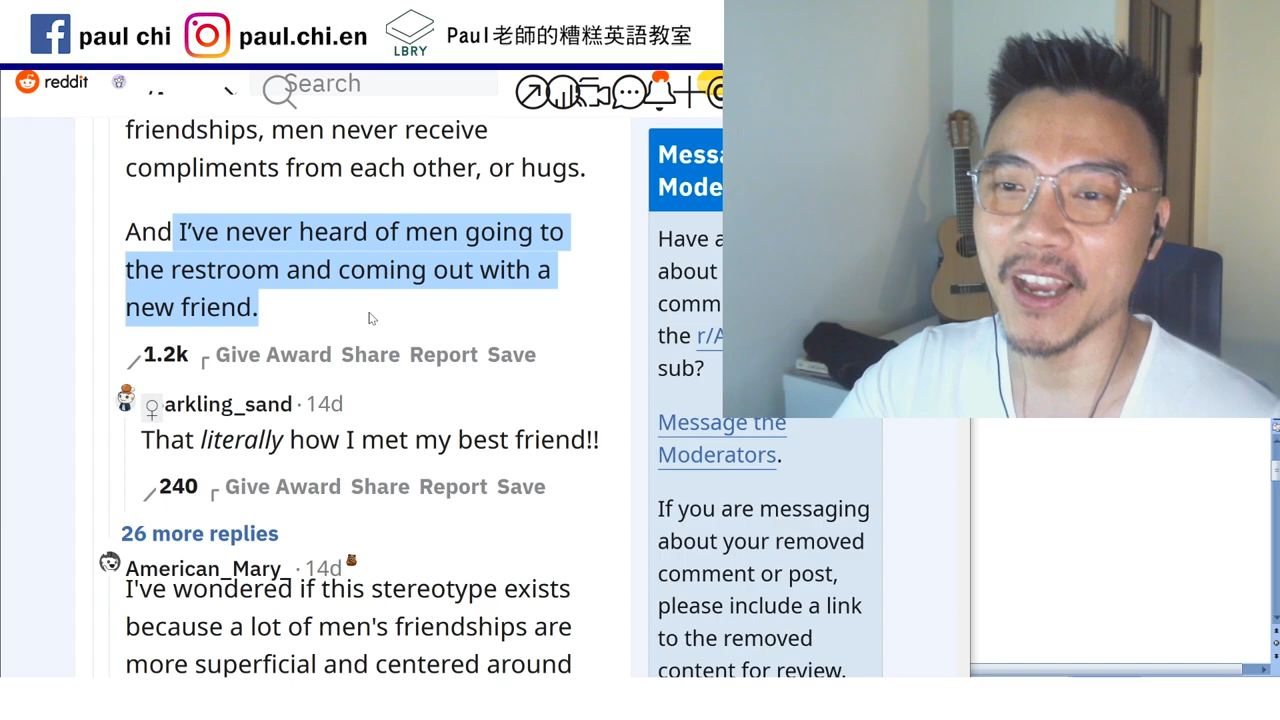 paul chi paul.chi.en LBRY Paul老師的糟糕英語教室
reddit Search
friendships, men never receive
compliments from each other, or hugs.
And I've never heard of men going to
the restroom and coming out with a
new friend.
1.2k Give Award Share Report Save
arkling_sand · 14d
That literally how I met my best friend!!
240 Give Award Share Report Save
26 more replies
American_Mary_ · 14d
I've wondered if this stereotype exists
because a lot of men's friendships are
more superficial and centered around
Messa
Mode
Have a
about
comm
the r/A
sub?
Message the
Moderators.
If you are messaging
about your removed
comment or post,
please include a link
to the removed
content for review.